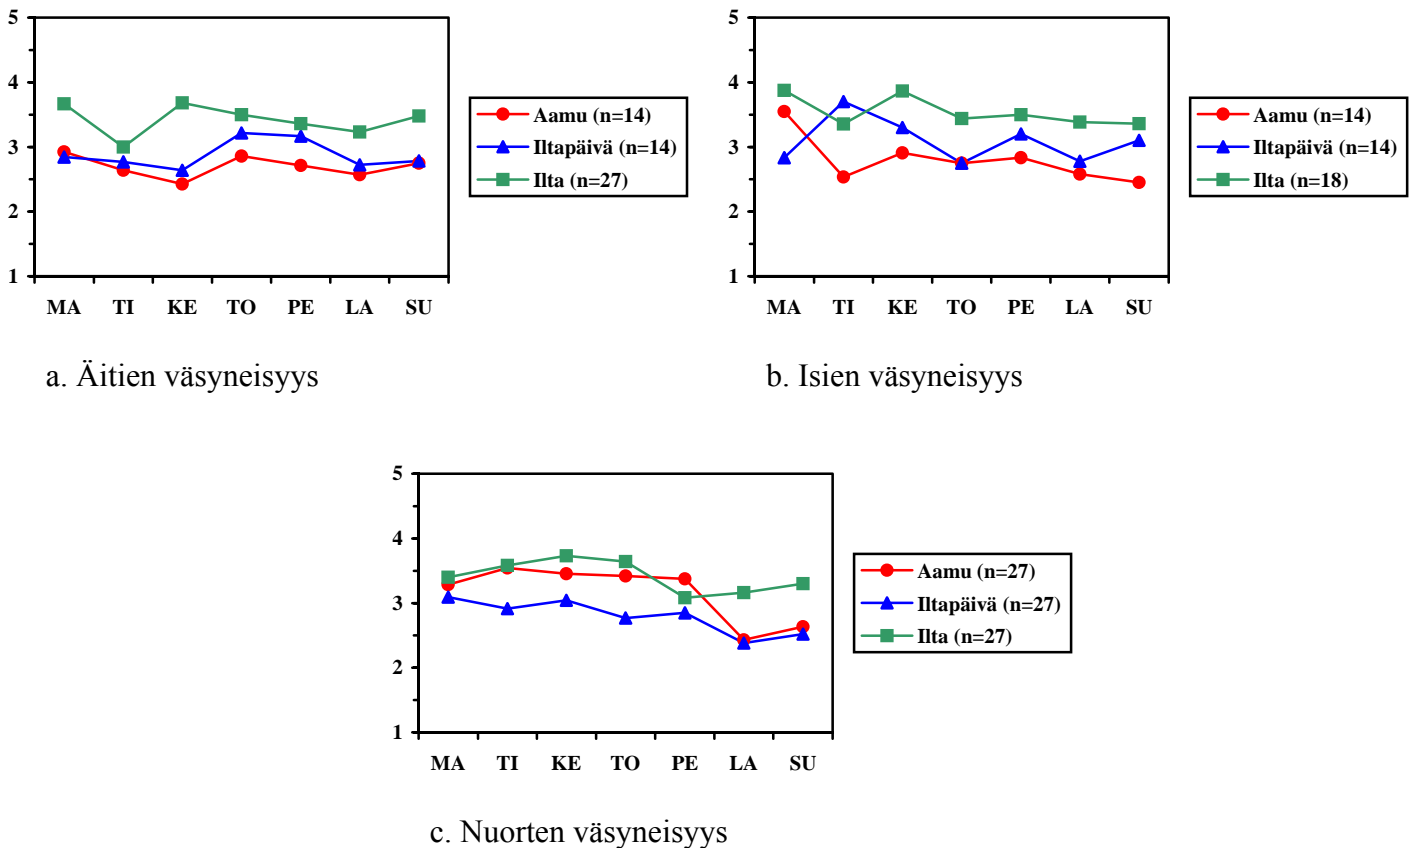 5
4
3
2
1
MA TI KE TO PE LA SU
Aamu (n=14)
Iltapäivä (n=14)
Ilta (n=27)
a. Äitien väsyneisyys
5
4
3
2
1
MA TI KE TO PE LA SU
Aamu (n=14)
Iltapäivä (n=14)
Ilta (n=18)
b. Isien väsyneisyys
5
4
3
2
1
MA TI KE TO PE LA SU
Aamu (n=27)
Iltapäivä (n=27)
Ilta (n=27)
c. Nuorten väsyneisyys